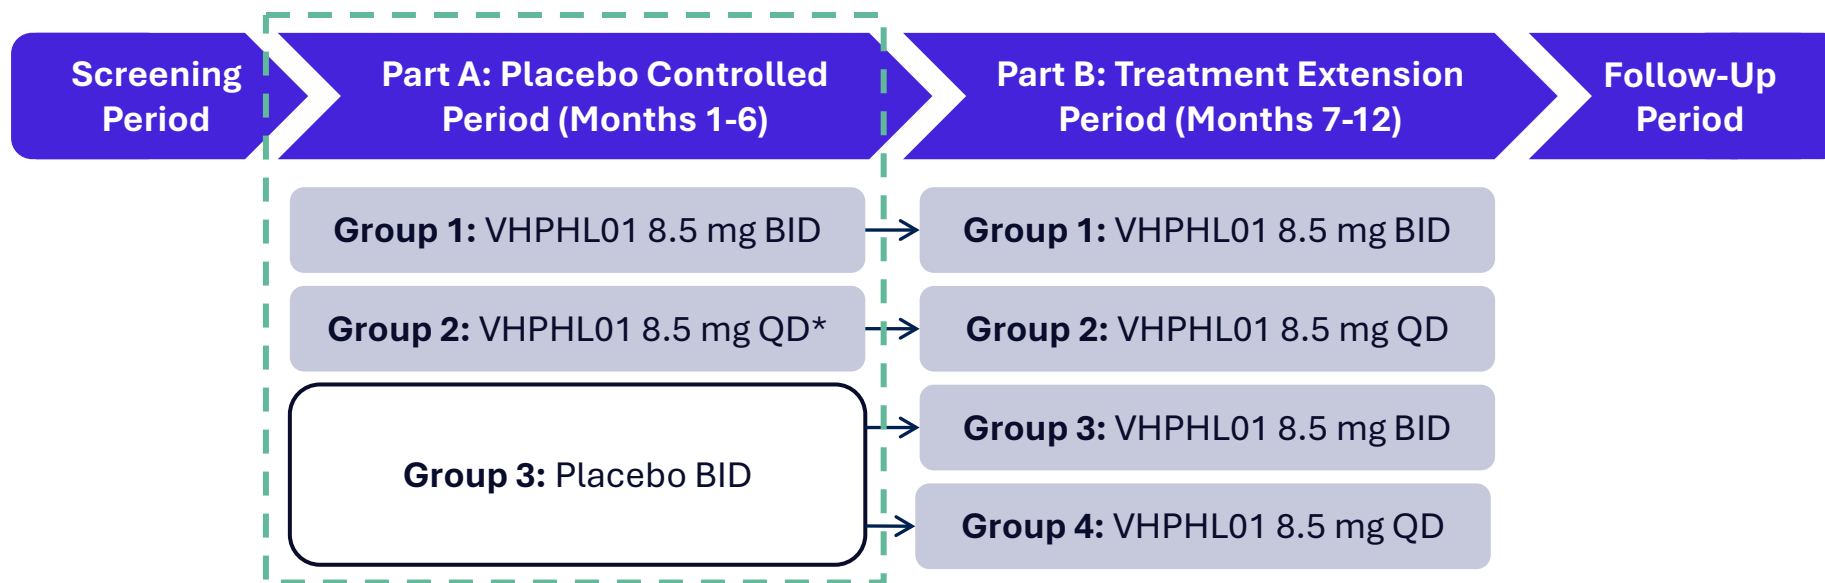 Screening
Period
Part A: Placebo Controlled
Period (Months 1-6)
Part B: Treatment Extension
Period (Months 7-12)
Follow-Up
Period
Group 1: VHPHL01 8.5 mg BID
Group 1: VHPHL01 8.5 mg BID
Group 2: VHPHL01 8.5 mg QD*
Group 2: VHPHL01 8.5 mg QD
Group 3: Placebo BID
Group 3: VHPHL01 8.5 mg BID
Group 4: VHPHL01 8.5 mg QD